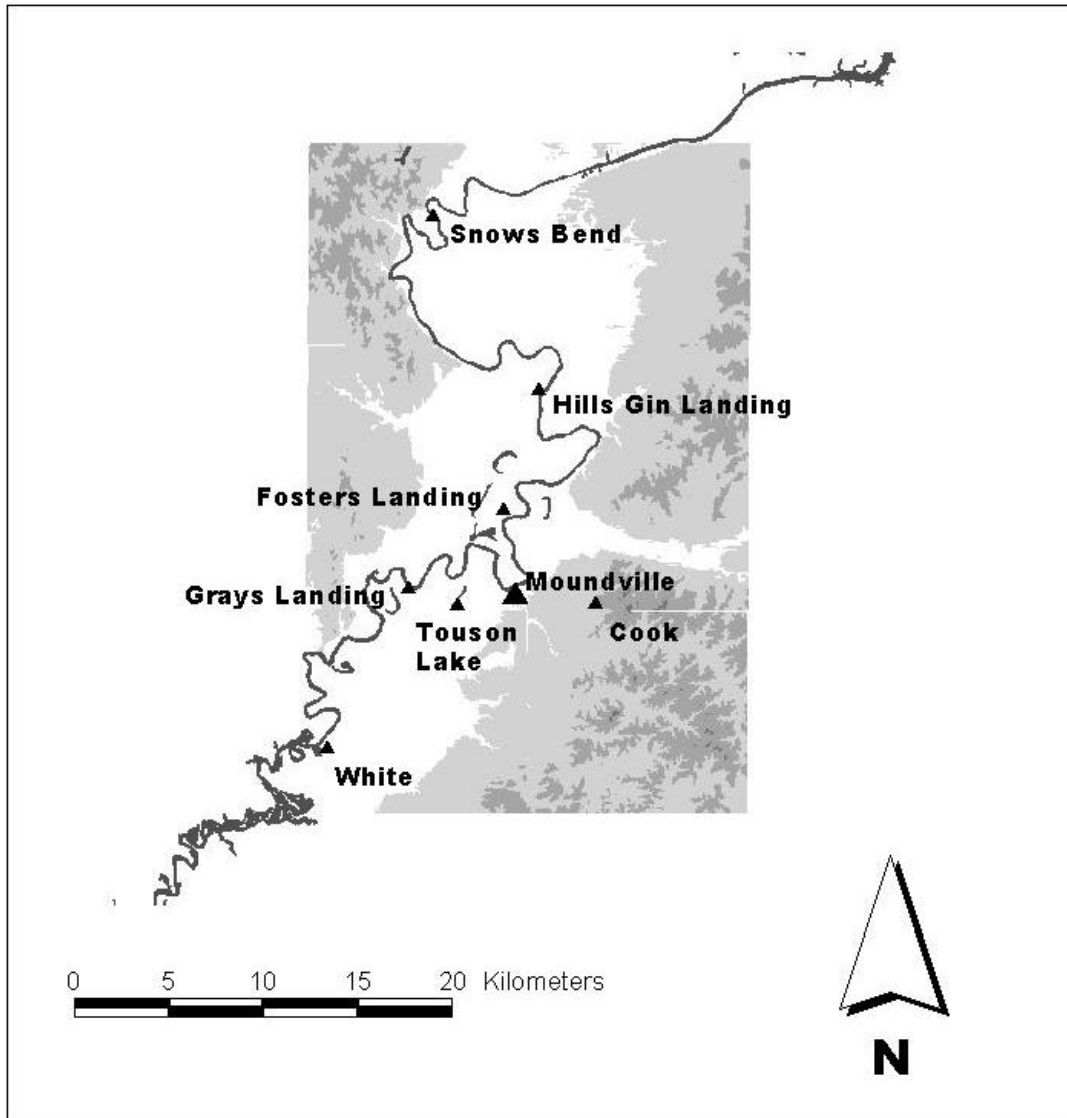 Snows Bend
Hills Gin Landing
Fosters Landing
Moundville
Grays Landing
Touson
Lake
Cook
White
0 5 10 15 20 Kilometers
N